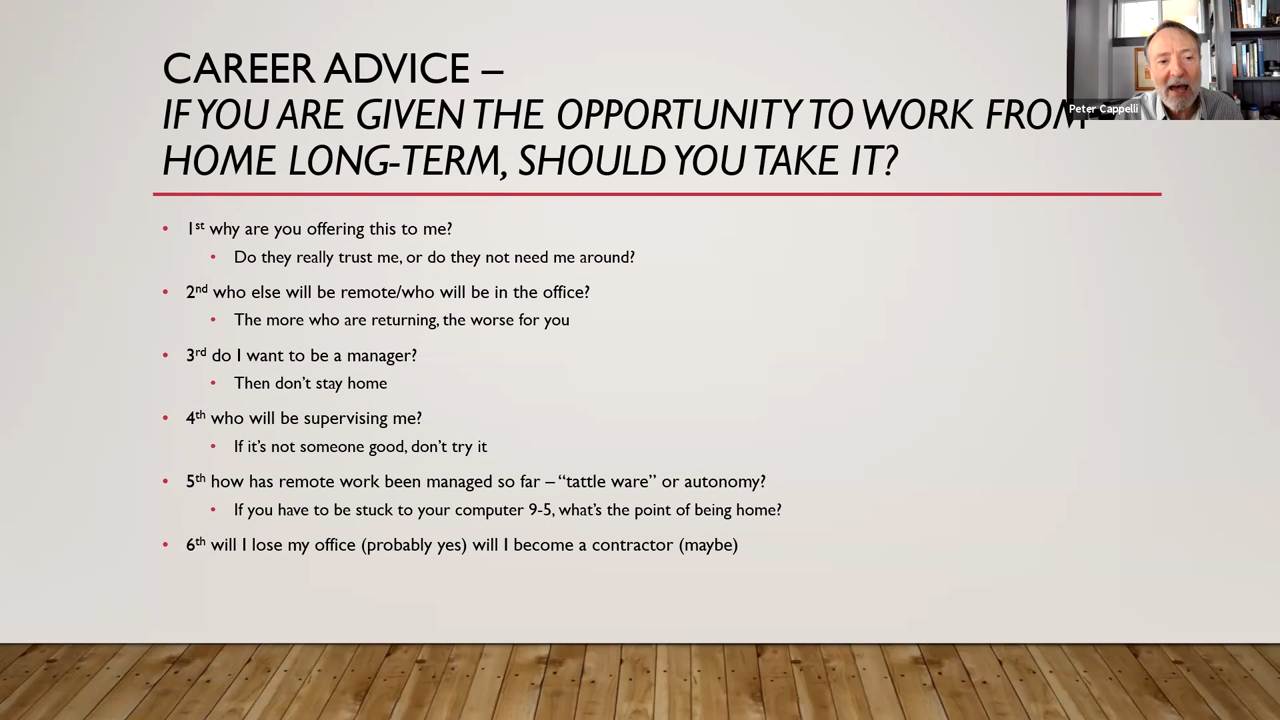 CAREER ADVICE –
IF YOU ARE GIVEN THE OPPORTUNITY TO WORK FROM
HOME LONG-TERM, SHOULD YOU TAKE IT?
Peter Cappelli
• 1st why are you offering this to me?
• Do they really trust me, or do they not need me around?
• 2nd who else will be remote/who will be in the office?
• The more who are returning, the worse for you
• 3rd do I want to be a manager?
• Then don’t stay home
• 4th who will be supervising me?
• If it’s not someone good, don’t try it
• 5th how has remote work been managed so far – “tattle ware” or autonomy?
• If you have to be stuck to your computer 9-5, what’s the point of being home?
• 6th will I lose my office (probably yes) will I become a contractor (maybe)